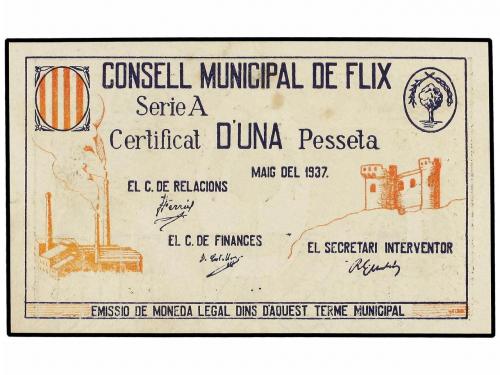 CONSELL MUNICIPAL DE FLIX
Serie A
Certificat D'UNA Pesseta
MAIG DEL 1937.
EL C. DE RELACIONS
EL C. DE FINANCES
EL SECRETARI INTERVENTOR
EMISSIO DE MONEDA LEGAL DINS D'AQUEST TERME MUNICIPAL